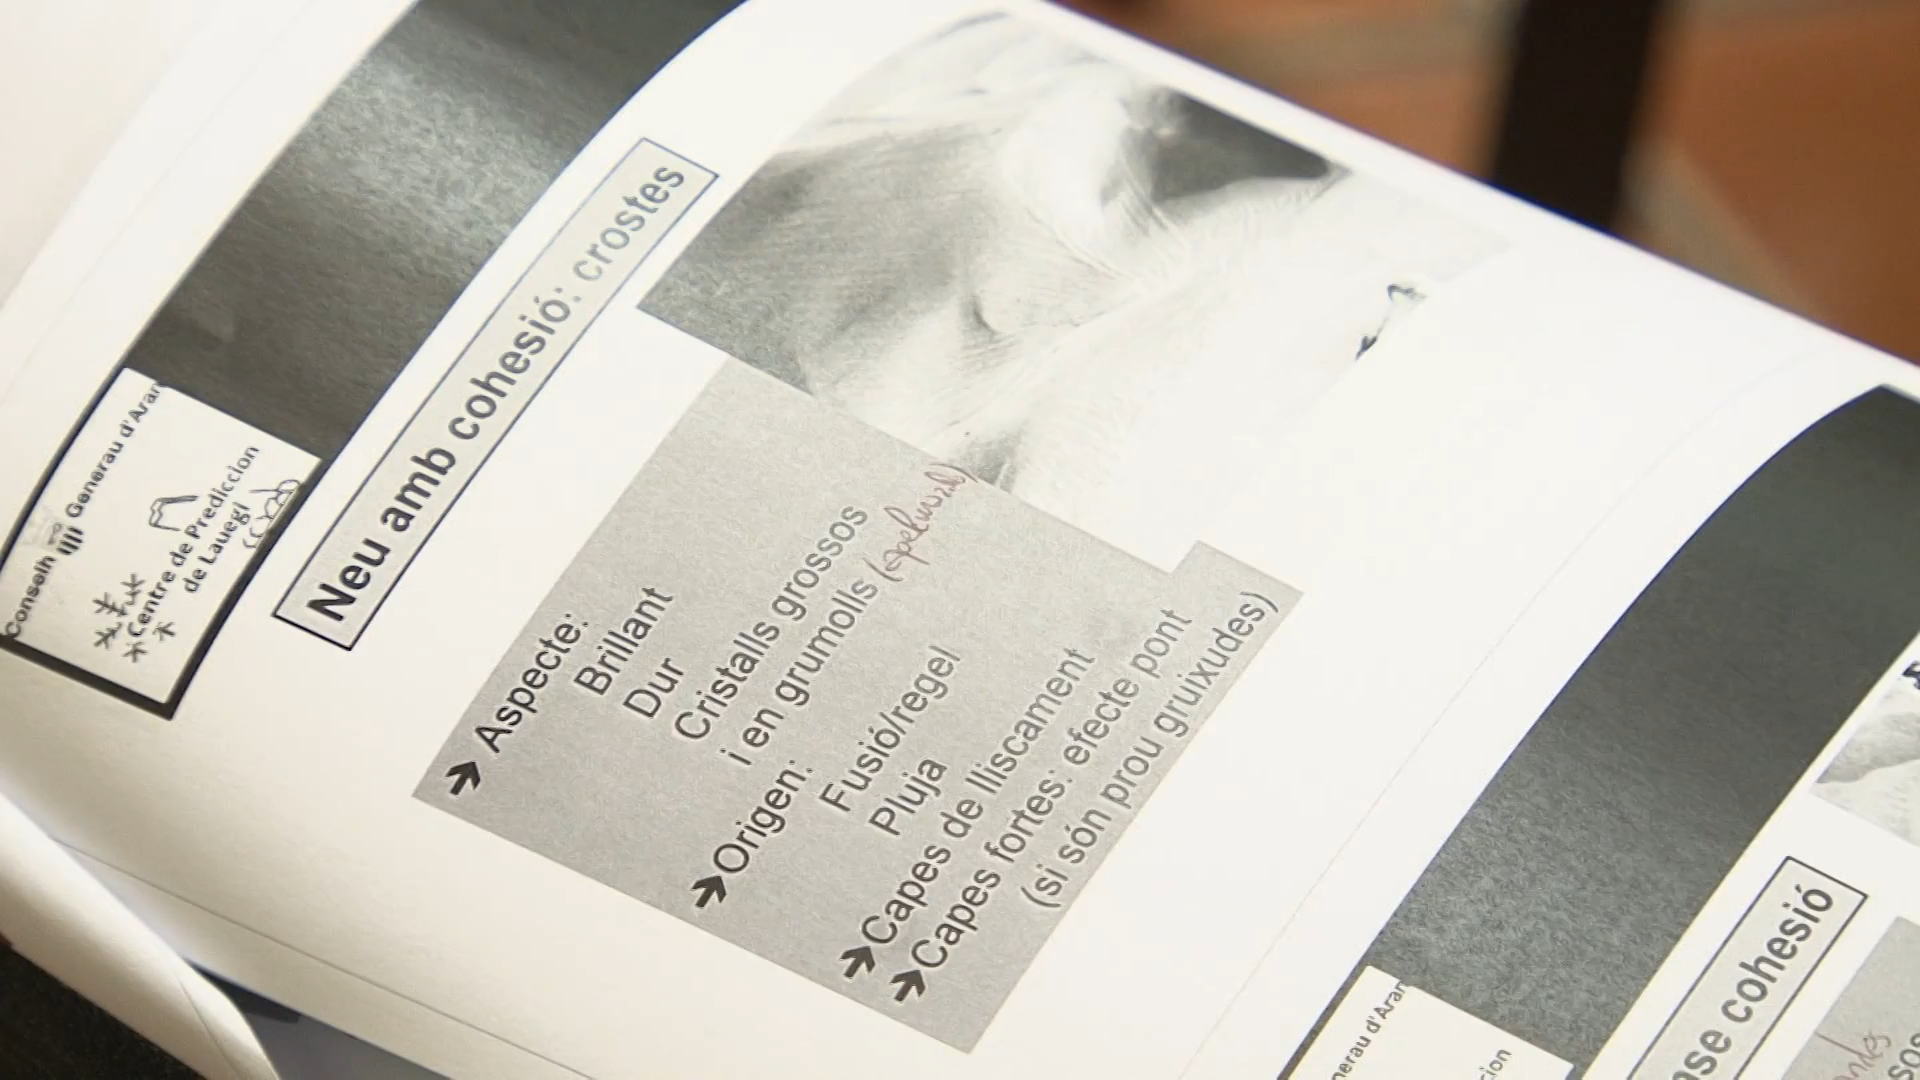 Conselh Generau d'Aran
Centre de Prediccion
de Lauegi
Neu amb cohesió: crostes
➔ Aspecte:
Brillant
Dur
Cristalls grossos
i en grumolls
➔ Origen:
Fusió/regel
Pluja
➔ Capes de lliscament
➔ Capes fortes: efecte pont
(si són prou gruixudes)
d'Aran
cohesió